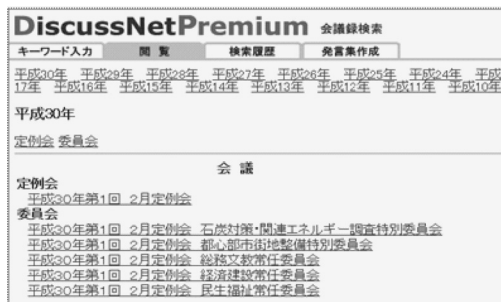 DiscussNetPremium 会議録検索
キーワード入力 閲覧 検索履歴 発言集作成
平成30年 平成29年 平成28年 平成27年 平成26年 平成25年 平成24年 平成
17年 平成16年 平成15年 平成14年 平成13年 平成12年 平成11年 平成10年
平成30年
定例会 委員会
会 議
定例会
平成30年第1回 2月定例会
委員会
平成30年第1回 2月定例会 石炭対策・関連エネルギー調査特別委員会
平成30年第1回 2月定例会 都心部市街地整備特別委員会
平成30年第1回 2月定例会 総務文教常任委員会
平成30年第1回 2月定例会 経済建設常任委員会
平成30年第1回 2月定例会 民生福祉常任委員会